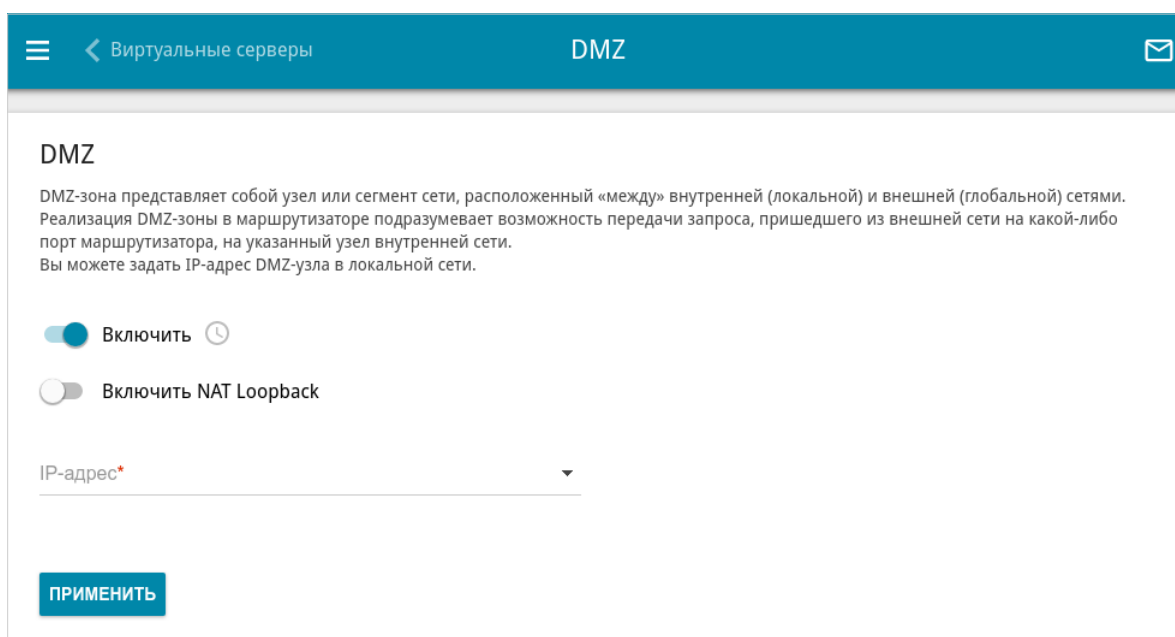 Виртуальные серверы
DMZ
DMZ
DMZ-зона представляет собой узел или сегмент сети, расположенный «между» внутренней (локальной) и внешней (глобальной) сетями.
Реализация DMZ-зоны в маршрутизаторе подразумевает возможность передачи запроса, пришедшего из внешней сети на какой-либо
порт маршрутизатора, на указанный узел внутренней сети.
Вы можете задать IP-адрес DMZ-узла в локальной сети.
Включить
Включить NAT Loopback
IP-адрес*
ПРИМЕНИТЬ